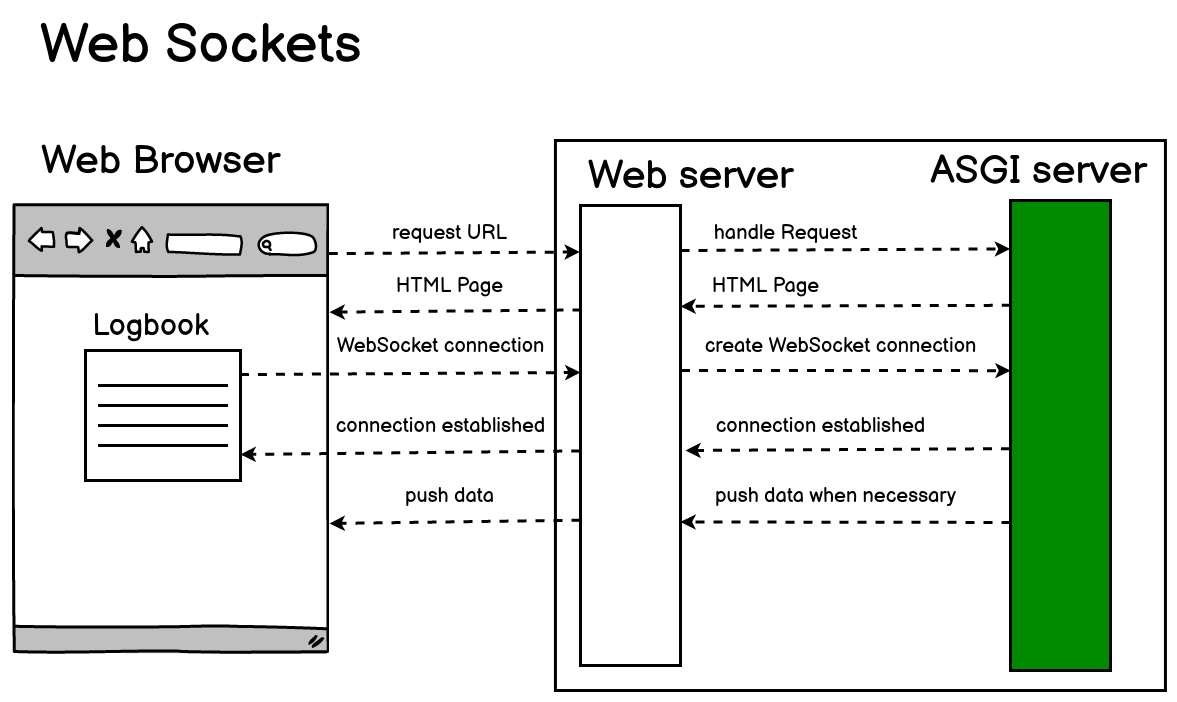 Web Sockets
Web Browser
Web server
ASGI server
request URL
handle Request
HTML Page
HTML Page
Logbook
WebSocket connection
create WebSocket connection
connection established
connection established
push data
push data when necessary